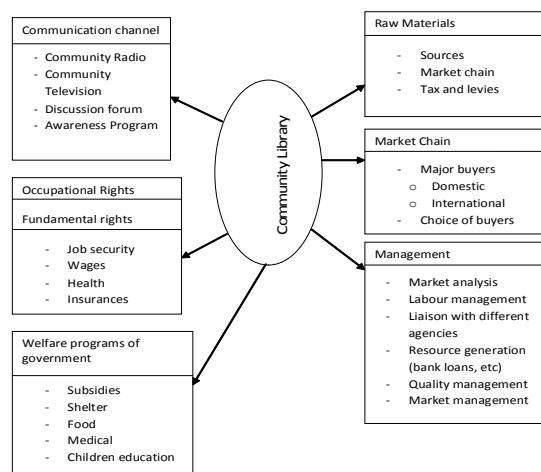 Communication channel
- Community Radio
- Community
Television
- Discussion forum
- Awareness Program
Occupational Rights
Fundamental rights
- Job security
- Wages
- Health
- Insurances
Welfare programs of
government
- Subsidies
- Shelter
- Food
- Medical
- Children education
Community Library
Raw Materials
- Sources
- Market chain
- Tax and levies
Market Chain
- Major buyers
o Domestic
o International
- Choice of buyers
Management
- Market analysis
- Labour management
- Liaison with different
agencies
- Resource generation
(bank loans, etc)
- Quality management
- Market management